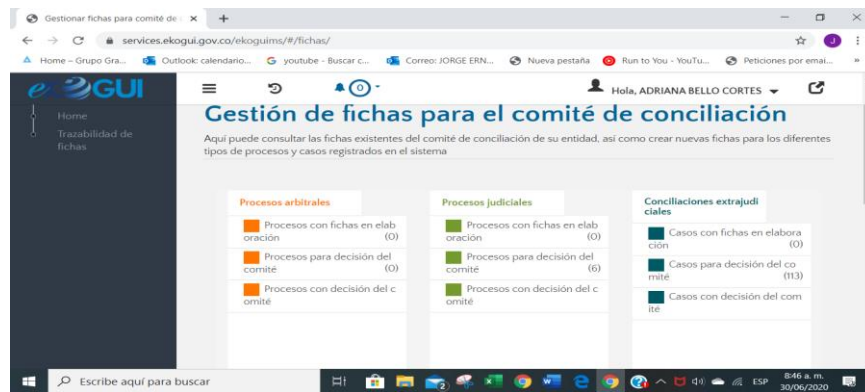 Gestionar fichas para comité de
services.ekogui.gov.co/ekoguims/#/fichas/
J
Home – Grupo Gra...
Outlook: calendario...
youtube - Buscar c...
Correo: JORGE ERN...
Nueva pestaña
Run to You - YouTu...
Peticiones por emai...
»
eKOGUI
0
Hola, ADRIANA BELLO CORTES
Home
Trazabilidad de
fichas
Gestión de fichas para el comité de conciliación
Aquí puede consultar las fichas existentes del comité de conciliación de su entidad, así como crear nuevas fichas para los diferentes
tipos de procesos y casos registrados en el sistema
Procesos arbitrales
Procesos con fichas en elab
oración (0)
Procesos para decisión del
comité (0)
Procesos con decisión del c
omité
Procesos judiciales
Procesos con fichas en elab
oración (0)
Procesos para decisión del
comité (6)
Procesos con decisión del c
omité
Conciliaciones extrajudi
ciales
Casos con fichas en elabora
ción (0)
Casos para decisión del co
mité (113)
Casos con decisión del com
ité
Escribe aquí para buscar
ESP
8:46 a. m.
30/06/2020